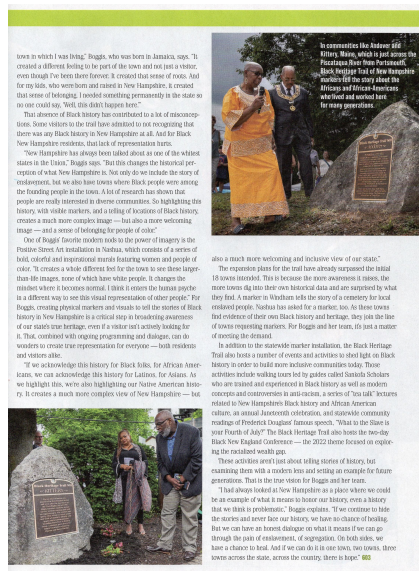 town in which I was living," Boggis, who was born in Jamaica, says. "It
created a different feeling to be part of the town and not just a visitor,
even though I've been there forever. It created that sense of roots. And
for my kids, who were born and raised in New Hampshire, it created
that sense of belonging. I needed something permanently in the state so
no one could say, 'Well, this didn't happen here.'"
That absence of Black history has contributed to a lot of misconcep-
tions. Some visitors to the trail have admitted to not recognizing that
there was any Black history in New Hampshire at all. And for Black
New Hampshire residents, that lack of representation hurts.
"New Hampshire has always been talked about as one of the whitest
states in the Union," Boggis says. "But this changes the historical per-
ception of what New Hampshire is. Not only do we include the story of
enslavement, but we also have towns where Black people were among
the founding people in the town. A lot of research has shown that
people are really interested in diverse communities. So highlighting this
history, with visible markers, and a telling of locations of Black history,
creates a much more complex image — but also a more welcoming
image — and a sense of belonging for people of color."
One of Boggis' favorite modern nods to the power of imagery is the
Positive Street Art installation in Nashua, which consists of a series of
bold, colorful and inspirational murals featuring women and people of
color. "It creates a whole different feel for the town to see these larger-
than-life images, none of which have white people. It changes the
mindset where it becomes normal. I think it enters the human psyche
in a different way to see this visual representation of other people." For
Boggis, creating physical markers and visuals to tell the stories of Black
history in New Hampshire is a critical step in broadening awareness
of our state's true heritage, even if a visitor isn't actively looking for
it. That, combined with ongoing programming and dialogue, can do
wonders to create true representation for everyone — both residents
and visitors alike.
"If we acknowledge this history for Black folks, for African Amer-
icans, we can acknowledge this history for Latinos, for Asians. As
we highlight this, we're also highlighting our Native American histo-
ry. It creates a much more complex view of New Hampshire — but
In communities like Andover and
Kittery, Maine, which is just across the
Piscataqua River from Portsmouth,
Black Heritage Trail of New Hampshire
markers tell the story about the
Africans and African-Americans
who lived and worked here
for many generations.
also a much more welcoming and inclusive view of our state."
The expansion plans for the trail have already surpassed the initial
18 towns intended. This is because the more awareness it raises, the
more towns dig into their own historical data and are surprised by what
they find. A marker in Windham tells the story of a cemetery for local
enslaved people. Nashua has asked for a marker, too. As these towns
find evidence of their own Black history and heritage, they join the line
of towns requesting markers. For Boggis and her team, it's just a matter
of meeting the demand.
In addition to the statewide marker installation, the Black Heritage
Trail also hosts a number of events and activities to shed light on Black
history in order to build more inclusive communities today. Those
activities include walking tours led by guides called Sankofa Scholars
who are trained and experienced in Black history as well as modern
concepts and controversies in anti-racism, a series of "tea talk" lectures
related to New Hampshire's Black history and African American
culture, an annual Juneteenth celebration, and statewide community
readings of Frederick Douglass' famous speech, "What to the Slave is
your Fourth of July?" The Black Heritage Trail also hosts the two-day
Black New England Conference — the 2022 theme focused on explor-
ing the racialized wealth gap.
These activities aren't just about telling stories of history, but
examining them with a modern lens and setting an example for future
generations. That is the true vision for Boggis and her team.
"I had always looked at New Hampshire as a place where we could
be an example of what it means to honor our history, even a history
that we think is problematic," Boggis explains. "If we continue to hide
the stories and never face our history, we have no chance of healing.
But we can have an honest dialogue on what it means if we can go
through the pain of enslavement, of segregation. On both sides, we
have a chance to heal. And if we can do it in one town, two towns, three
towns across the state, across the country, there is hope." 603